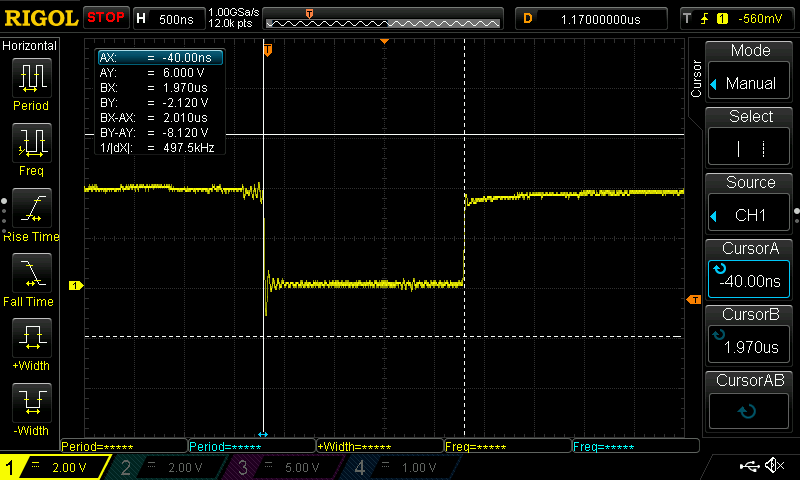 RIGOL STOP H 500ns 1.00GSa/s 12.0k pts T D 1.17000000us T 1 -560mV
Horizontal
Period
Freq
Rise Time
Fall Time
+Width
-Width
T
AX: = -40.00ns
AY: = 6.000 V
BX: = 1.970us
BY: = -2.120 V
BX-AX: = 2.010us
BY-AY: = -8.120 V
1/|dX|: = 497.5kHz
1
T
Cursor
Mode
Manual
Select
Source
CH1
CursorA
-40.00ns
CursorB
1.970us
CursorAB
Period=***** Period=***** +Width=***** Freq=***** Freq=*****
1 = 2.00 V 2 = 2.00 V 3 = 5.00 V 4 = 1.00 V